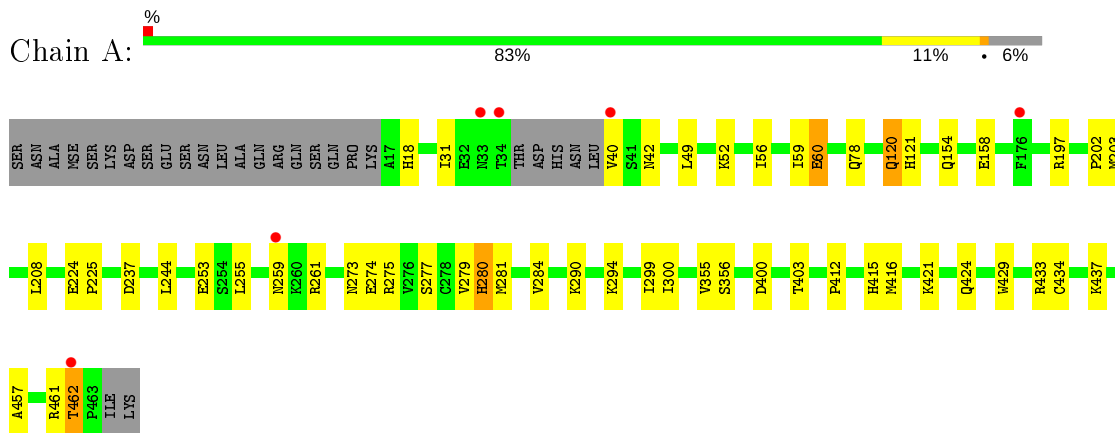 %
Chain A:
83%
11%
•
6%
SER ASN ALA MSE SER LYS ASP SER GLU SER ASN LEU ALA GLN ARG GLN SER GLN PRO LYS A17 H18 I31 E32 N33 T34 THR ASP HIS ASN LEU V40 S41 N42 L49 K52 I56 I59 E60 Q78 Q120 H121 Q154 E158 F176 R197 P202 M203
L208 E224 P225 D237 L244 E253 S254 L255 N259 K260 R261 N273 E274 R275 V276 S277 C278 V279 H280 M281 V284 K290 K294 I299 I300 V355 S356 D400 T403 P412 H415 M416 K421 Q424 W429 R433 C434 K437
A457 R461 T462 P463 ILE LYS